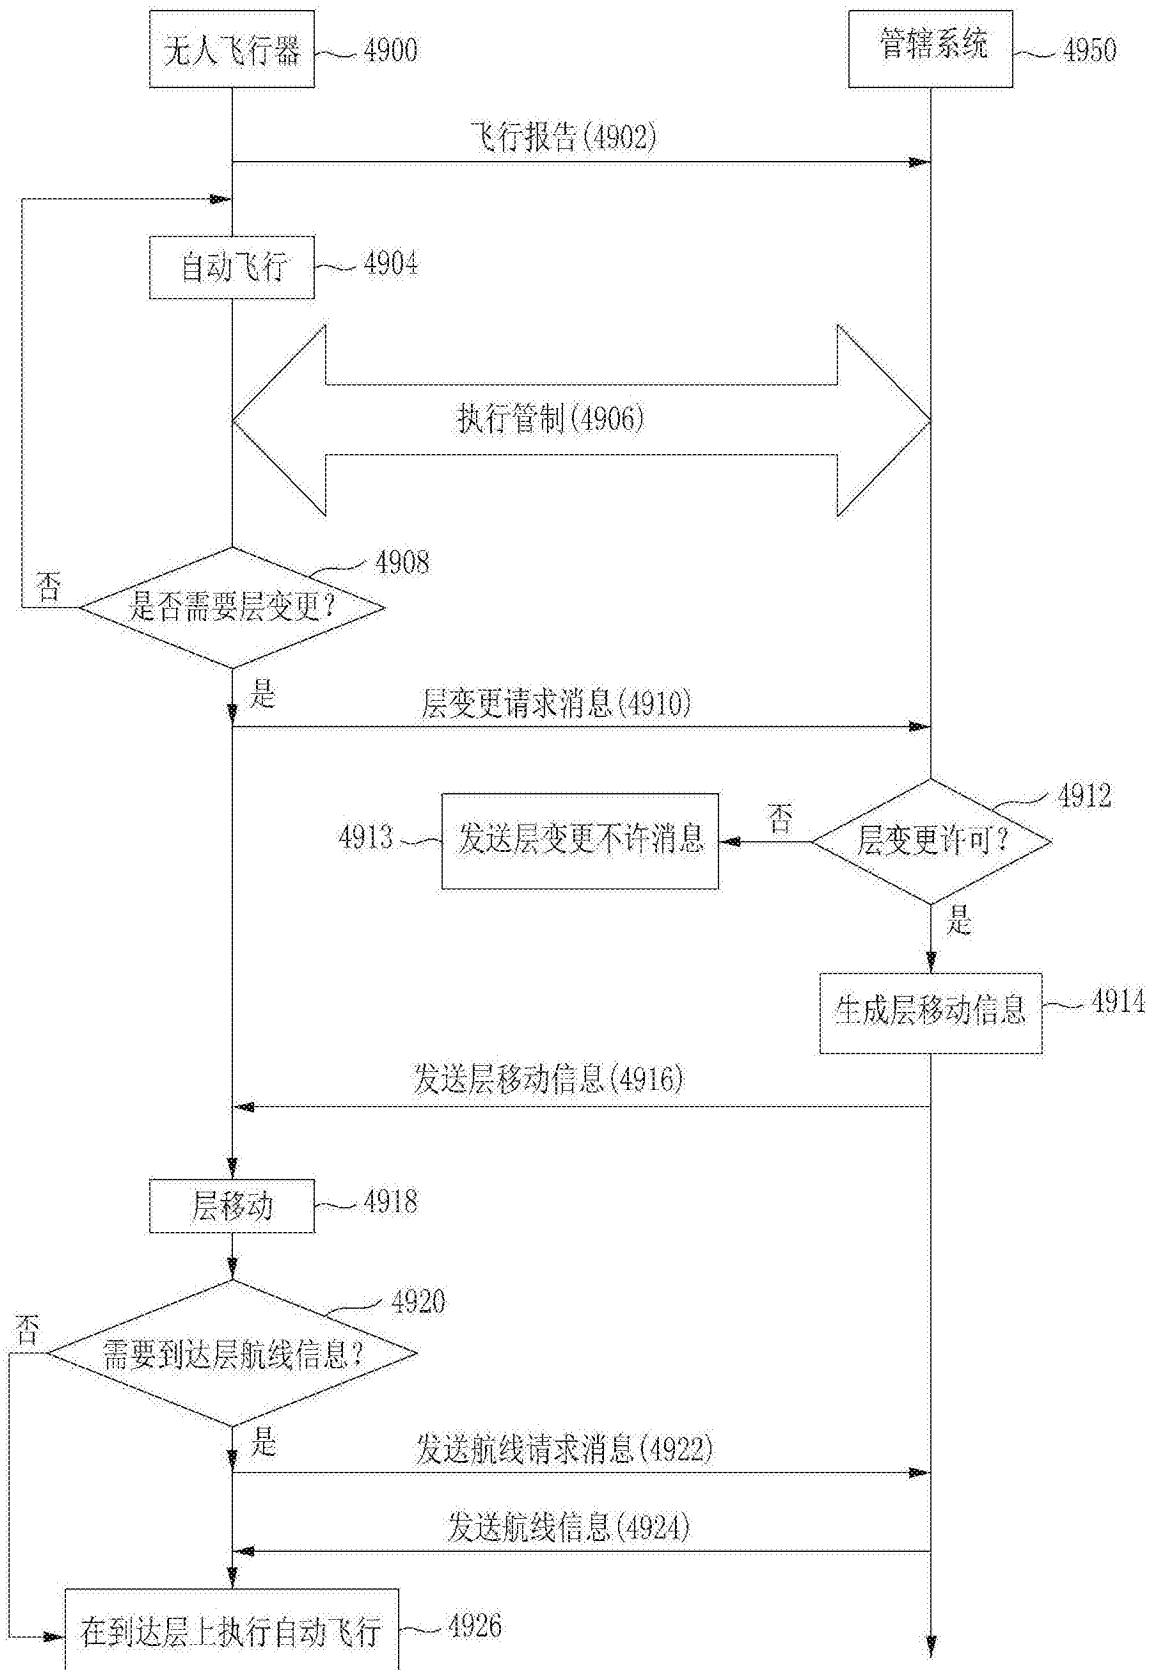 无人飞行器
4900
管辖系统
4950
飞行报告(4902)
自动飞行
4904
执行管制(4906)
4908
否
是否需要层变更?
是
层变更请求消息(4910)
4912
否
4913
发送层变更不许消息
层变更许可?
是
生成层移动信息
4914
发送层移动信息(4916)
层移动
4918
4920
否
需要到达层航线信息?
是
发送航线请求消息(4922)
发送航线信息(4924)
在到达层上执行自动飞行
4926